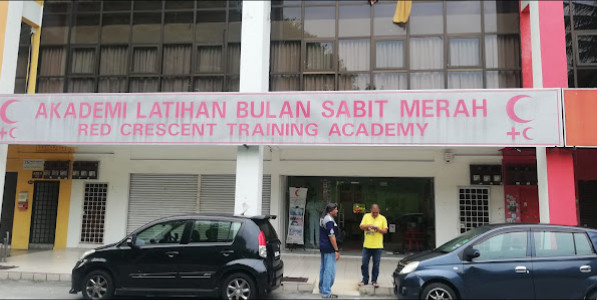 AKADEMI LATIHAN BULAN SABIT MERAH
RED CRESCENT TRAINING ACADEMY